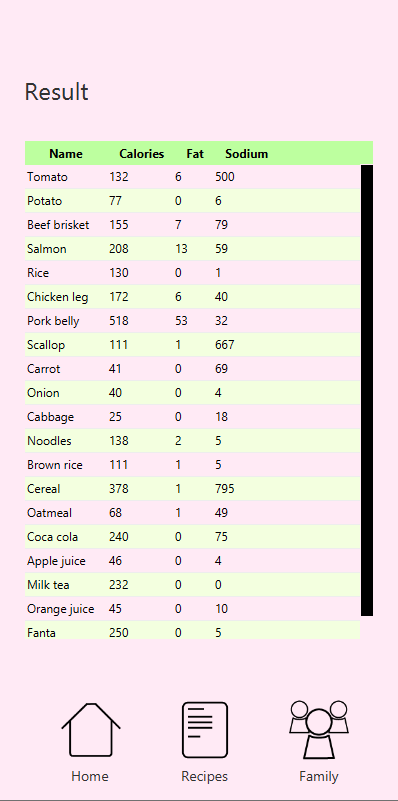 Result
Name Calories Fat Sodium
Tomato 132 6 500
Potato 77 0 6
Beef brisket 155 7 79
Salmon 208 13 59
Rice 130 0 1
Chicken leg 172 6 40
Pork belly 518 53 32
Scallop 111 1 667
Carrot 41 0 69
Onion 40 0 4
Cabbage 25 0 18
Noodles 138 2 5
Brown rice 111 1 5
Cereal 378 1 795
Oatmeal 68 1 49
Coca cola 240 0 75
Apple juice 46 0 4
Milk tea 232 0 0
Orange juice 45 0 10
Fanta 250 0 5
Home Recipes Family